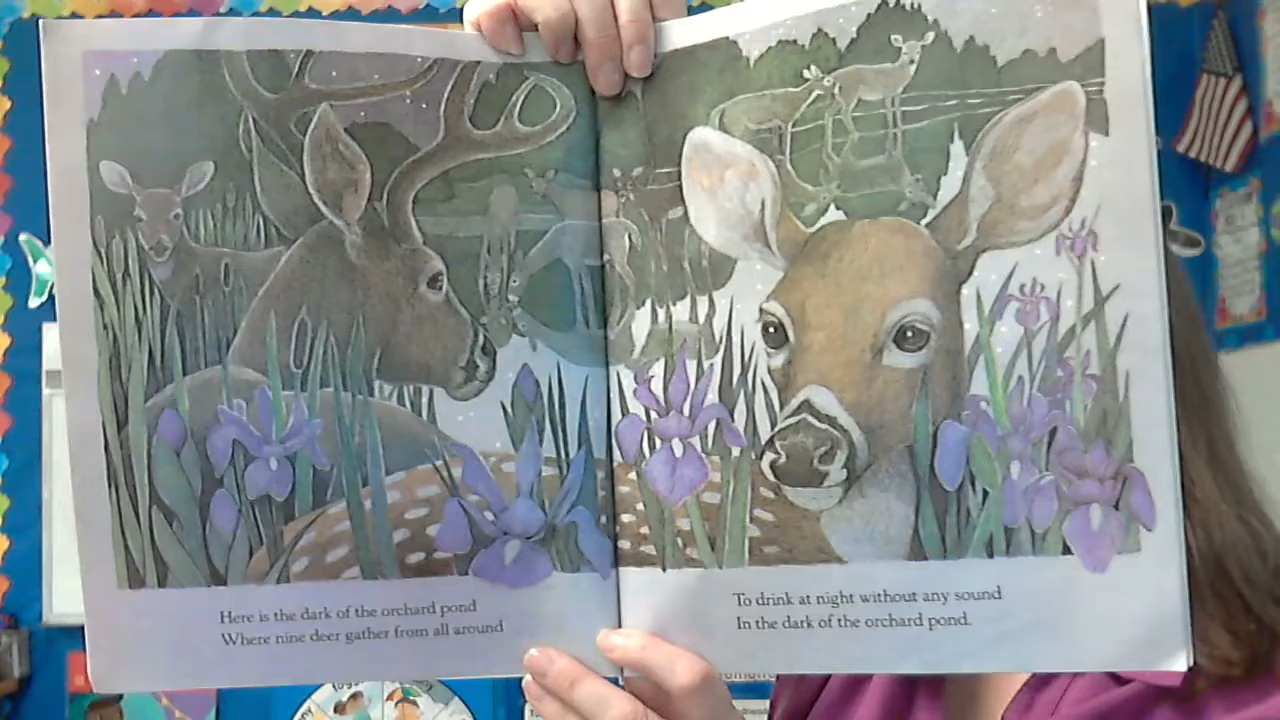 Here is the dark of the orchard pond
Where nine deer gather from all around
To drink at night without any sound
In the dark of the orchard pond.